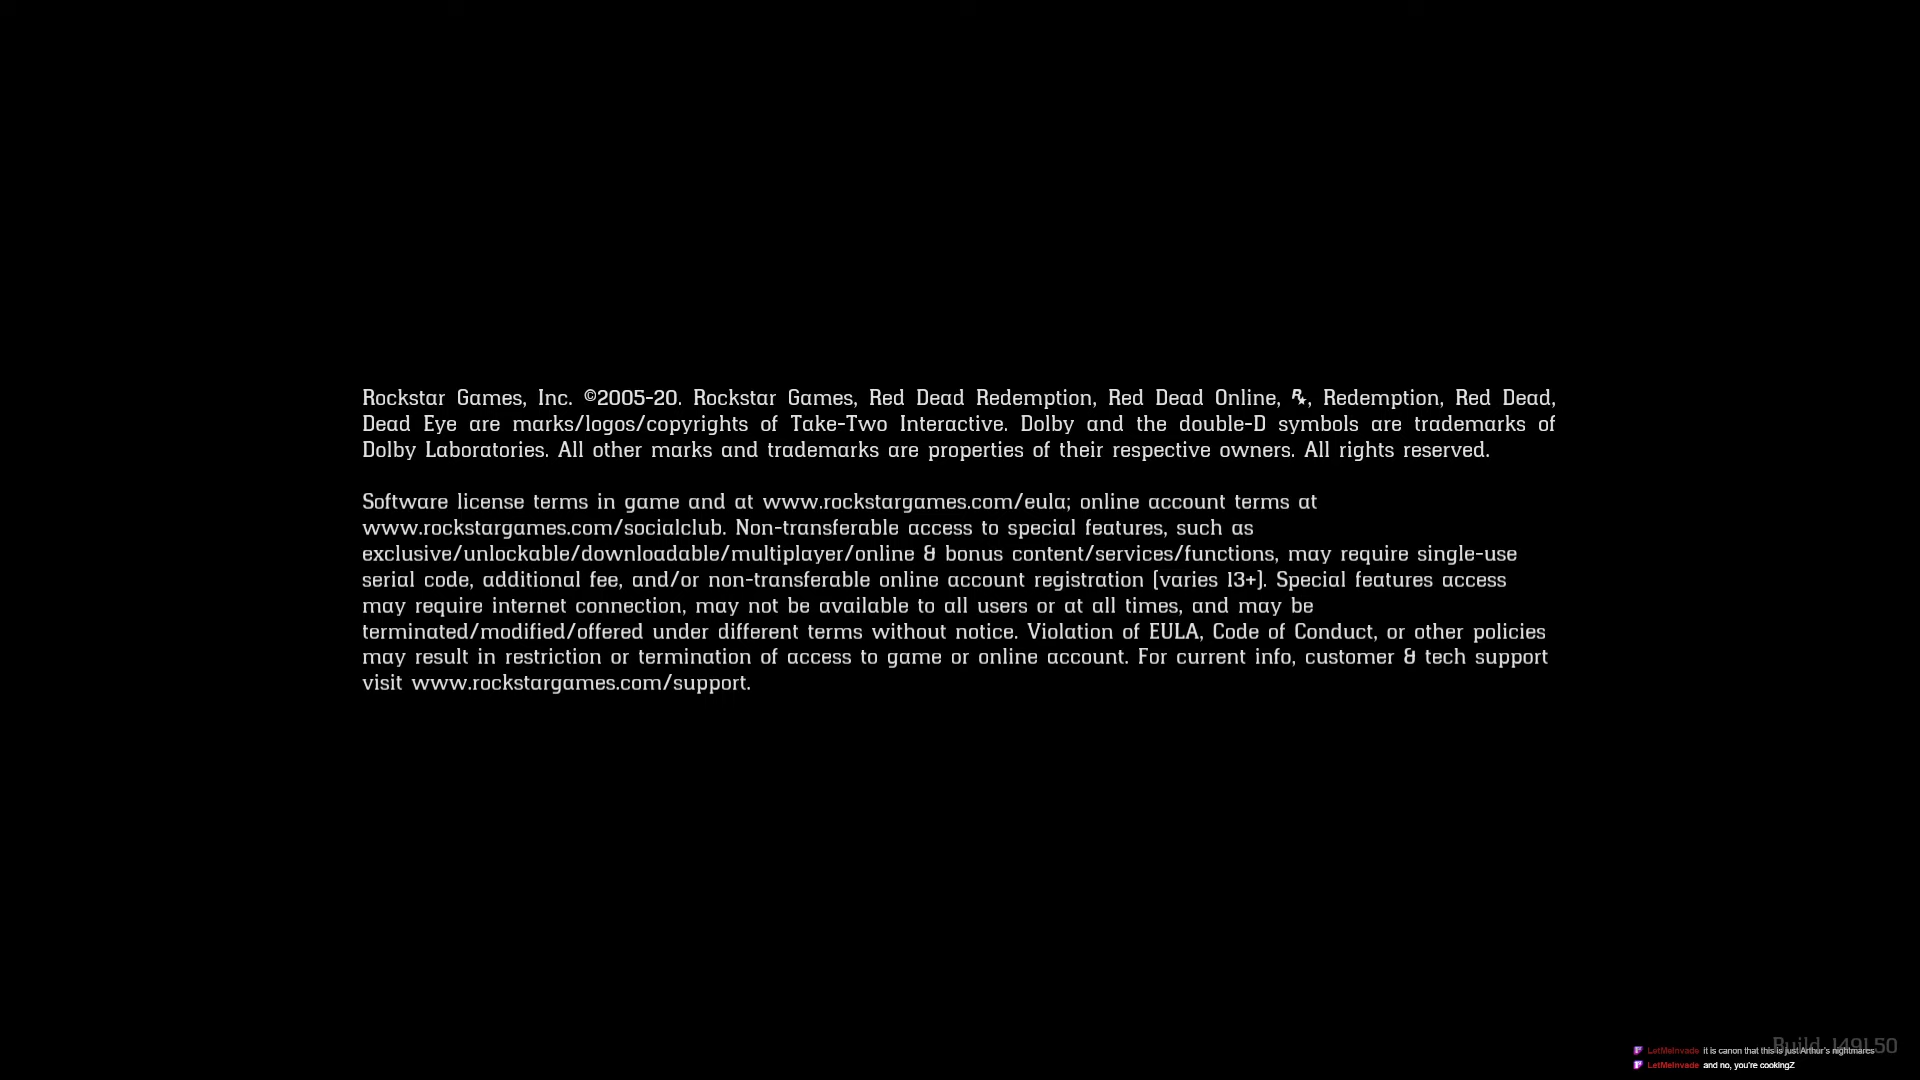 Rockstar Games, Inc. ©2005-20. Rockstar Games, Red Dead Redemption, Red Dead Online, R★, Redemption, Red Dead,
Dead Eye are marks/logos/copyrights of Take-Two Interactive. Dolby and the double-D symbols are trademarks of
Dolby Laboratories. All other marks and trademarks are properties of their respective owners. All rights reserved.
Software license terms in game and at www.rockstargames.com/eula; online account terms at
www.rockstargames.com/socialclub. Non-transferable access to special features, such as
exclusive/unlockable/downloadable/multiplayer/online & bonus content/services/functions, may require single-use
serial code, additional fee, and/or non-transferable online account registration (varies 13+). Special features access
may require internet connection, may not be available to all users or at all times, and may be
terminated/modified/offered under different terms without notice. Violation of EULA, Code of Conduct, or other policies
may result in restriction or termination of access to game or online account. For current info, customer & tech support
visit www.rockstargames.com/support.
Build 1491.50
LetMeInvade it is canon that this is just Arthur's nightmares
LetMeInvade and no, you're cookingZ